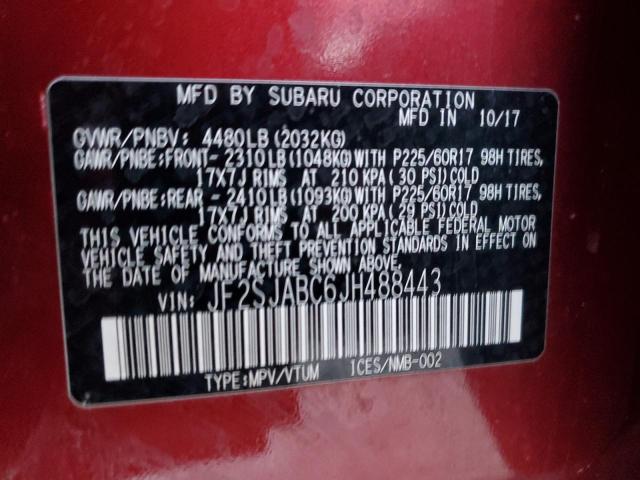 MFD BY SUBARU CORPORATION
MFD IN 10/17
GVWR/PNBV: 4480LB (2032KG)
GAWR/PNBE:FRONT- 2310LB(1048KG)WITH P225/60R17 98H TIRES,
17X7J RIMS AT 210 KPA (30 PSI)COLD
GAWR/PNBE:REAR - 2410LB(1093KG)WITH P225/60R17 98H TIRES,
17X7J RIMS AT 200 KPA (29 PSI)COLD
THIS VEHICLE CONFORMS TO ALL APPLICABLE FEDERAL MOTOR
VEHICLE SAFETY AND THEFT PREVENTION STANDARDS IN EFFECT ON
THE DATE OF MANUFACTURE SHOWN ABOVE.
VIN: JF2SJABC6JH488443
TYPE:MPV/VTUM ICES/NMB-002